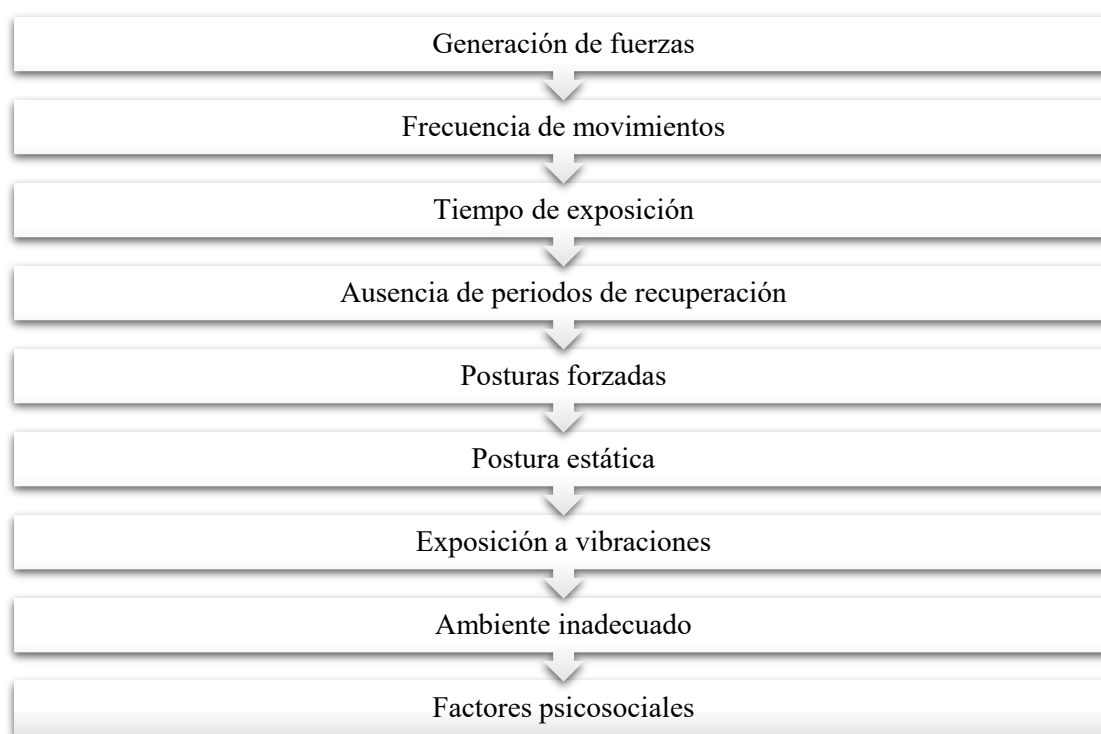 Generación de fuerzas
Frecuencia de movimientos
Tiempo de exposición
Ausencia de periodos de recuperación
Posturas forzadas
Postura estática
Exposición a vibraciones
Ambiente inadecuado
Factores psicosociales